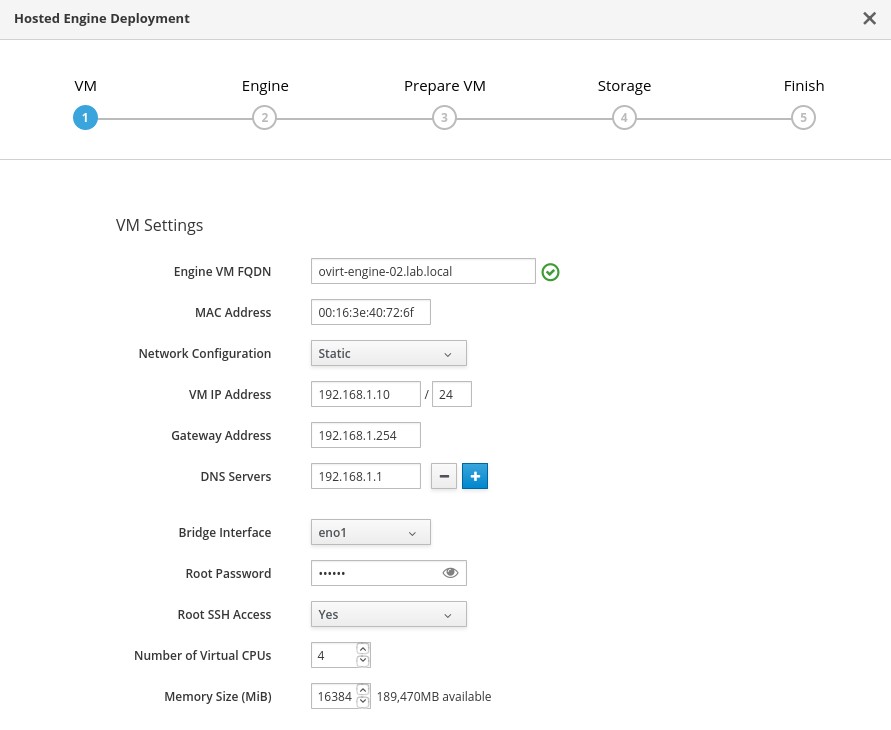 Hosted Engine Deployment
VM Engine Prepare VM Storage Finish
1 2 3 4 5
VM Settings
Engine VM FQDN ovirt-engine-02.lab.local
MAC Address 00:16:3e:40:72:6f
Network Configuration Static
VM IP Address 192.168.1.10 / 24
Gateway Address 192.168.1.254
DNS Servers 192.168.1.1
Bridge Interface eno1
Root Password ••••••
Root SSH Access Yes
Number of Virtual CPUs 4
Memory Size (MiB) 16384 189,470MB available